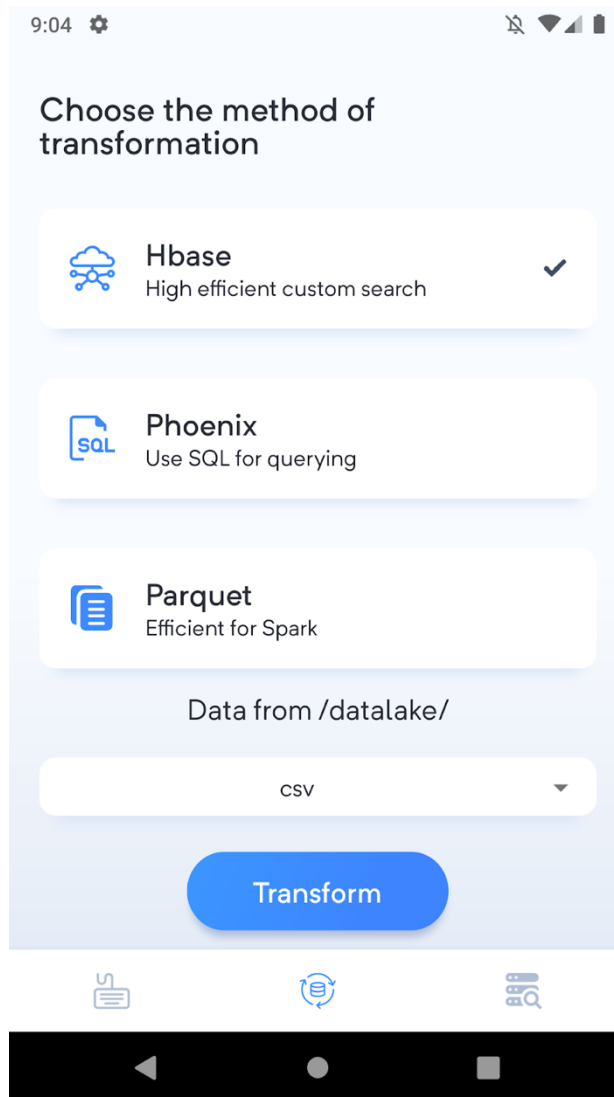 9:04
Choose the method of
transformation
Hbase
High efficient custom search
SQL
Phoenix
Use SQL for querying
Parquet
Efficient for Spark
Data from /datalake/
csv
Transform